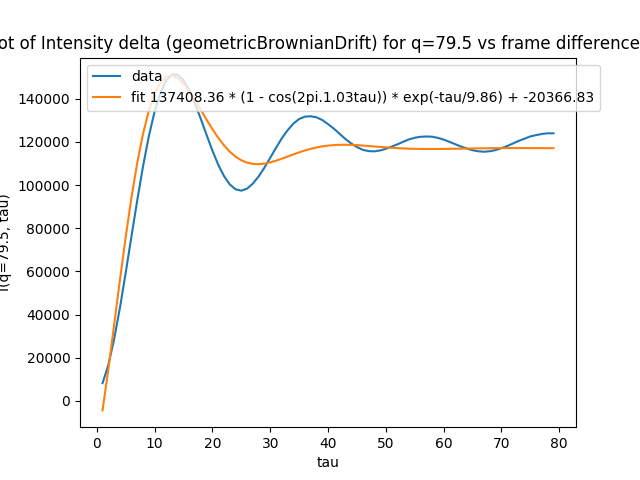 ot of Intensity delta (geometricBrownianDrift) for q=79.5 vs frame difference
data
fit 137408.36 * (1 - cos(2pi.1.03tau)) * exp(-tau/9.86) + -20366.83
140000
120000
100000
80000
60000
40000
20000
0
I(q=79.5, tau)
0 10 20 30 40 50 60 70 80
tau